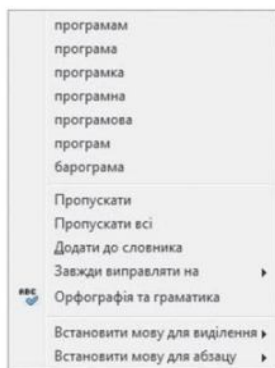 програмам
програма
програмка
програмна
програмова
програм
барограма
Пропускати
Пропускати всі
Додати до словника
Завжди виправляти на
ABC Орфографія та граматика
Встановити мову для виділення
Встановити мову для абзацу